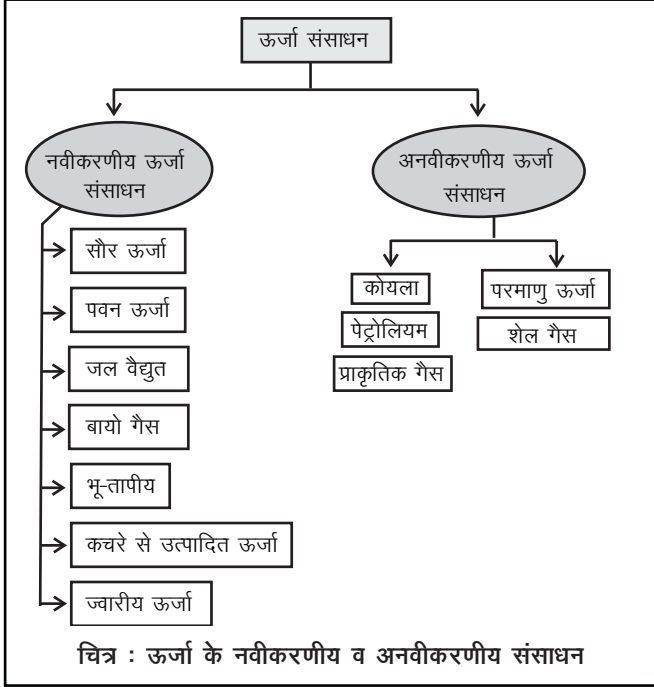 ऊर्जा संसाधन
नवीकरणीय ऊर्जा
संसाधन
सौर ऊर्जा
पवन ऊर्जा
जल वैद्युत
बायो गैस
भू-तापीय
कचरे से उत्पादित ऊर्जा
ज्वारीय ऊर्जा
अनवीकरणीय ऊर्जा
संसाधन
कोयला
पेट्रोलियम
प्राकृतिक गैस
परमाणु ऊर्जा
शेल गैस
चित्र : ऊर्जा के नवीकरणीय व अनवीकरणीय संसाधन